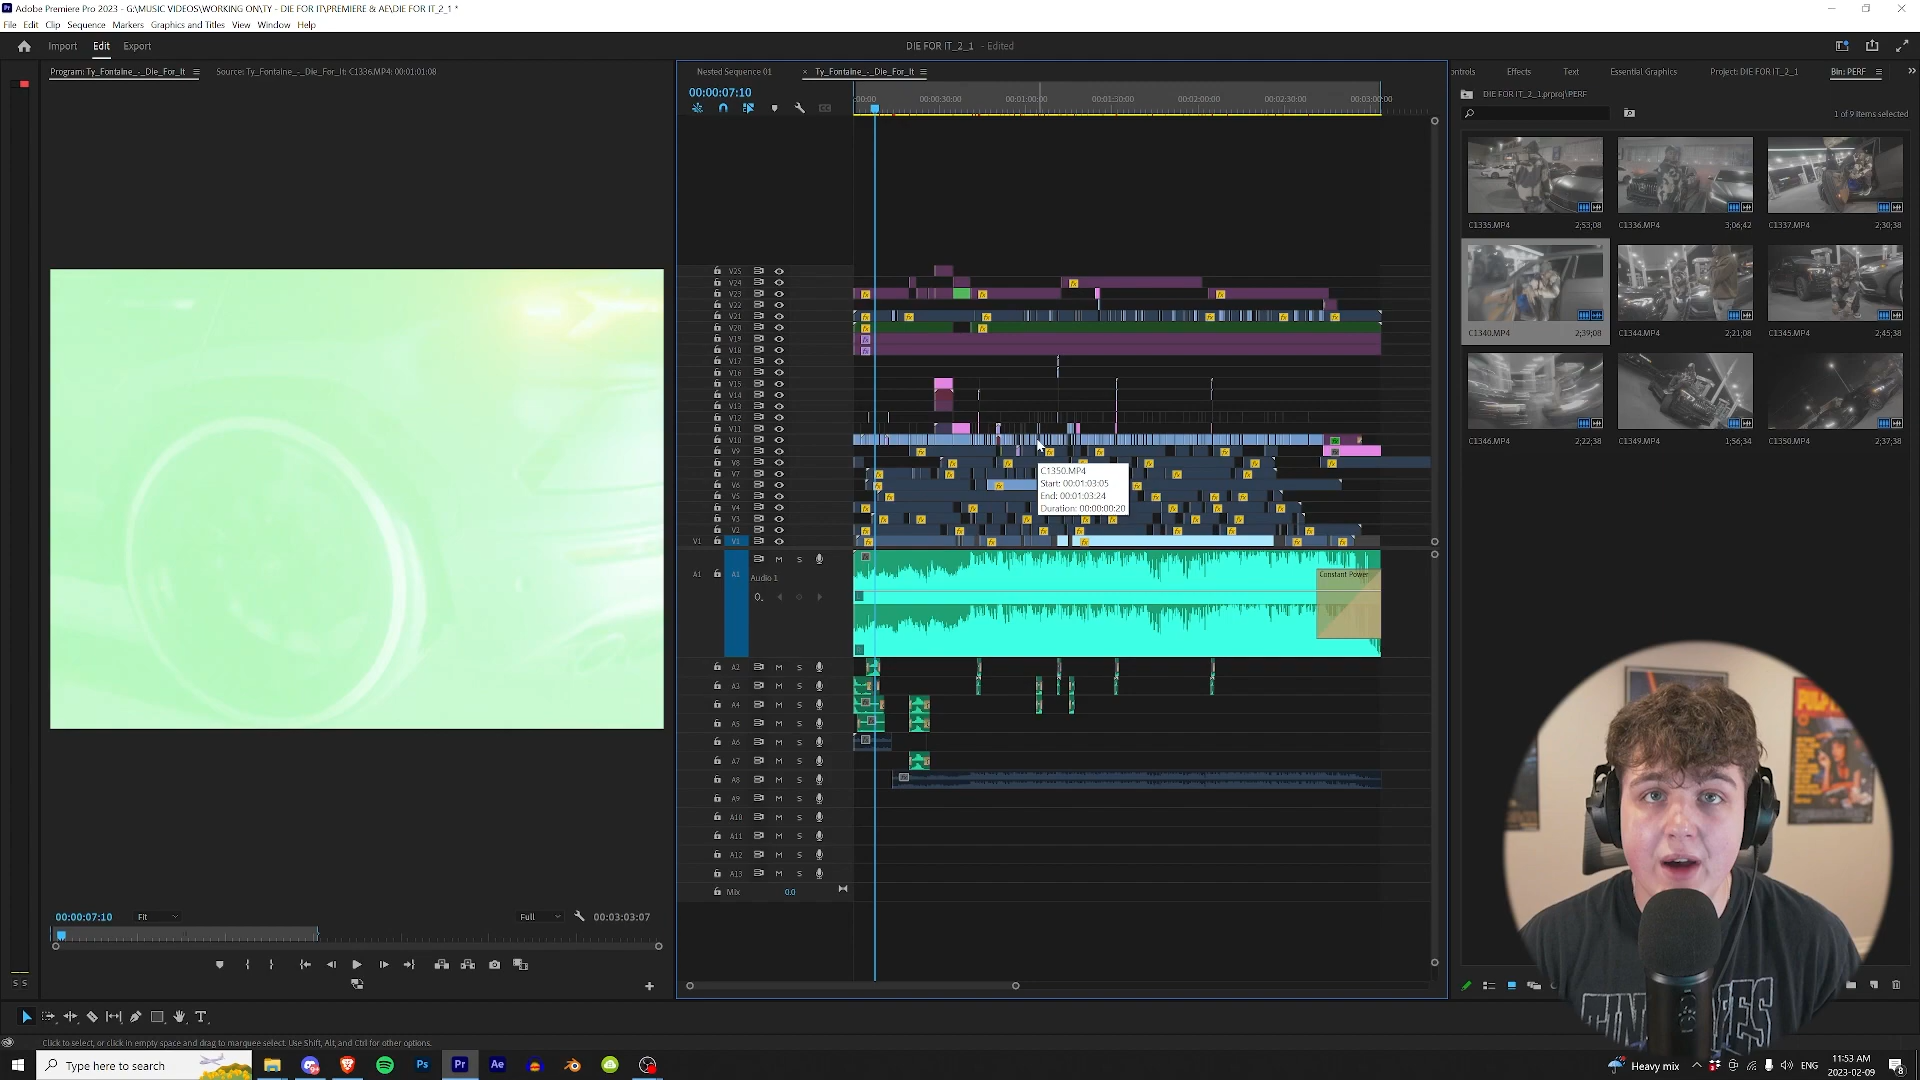 Adobe Premiere Pro 2023 - G:\MUSIC VIDEOS\WORKING ON\TY - DIE FOR IT\PREMIERE & AE\DIE FOR IT_2_1 *
File Edit Clip Sequence Markers Graphics and Titles View Window Help
Import Edit Export
DIE FOR IT_2_1 - Edited
Program: Ty_Fontaine_-_Die_For_It
Source: Ty_Fontaine_-_Die_For_It: C1336.MP4: 00:01:01:08
Nested Sequence 01
× Ty_Fontaine_-_Die_For_It
ontrols Effects Text Essential Graphics Project: DIE FOR IT_2_1 Bin: PERF
00:00:07:10
:00:00 00:00:30:00 00:01:00:00 00:01:30:00 00:02:00:00 00:02:30:00 00:03:00:00
DIE FOR IT_2_1.prproj\PERF
1 of 9 items selected
C1335.MP4 2;53;08
C1336.MP4 3;06;42
C1337.MP4 2;30;38
C1340.MP4 2;39;08
C1344.MP4 2;21;08
C1345.MP4 2;45;38
C1346.MP4 2;22;38
C1349.MP4 1;56;34
C1350.MP4 2;37;38
V25
V24
V23
V22
V21
V20
V19
V18
V17
V16
V15
V14
V13
V12
V11
V10
V9
V8
V7
V6
V5
V4
V3
V2
V1 V1
C1350.MP4
Start: 00:01:03:05
End: 00:01:03:24
Duration: 00:00:00:20
A1 A1 M S
Audio 1
Constant Power
A2 M S
A3 M S
A4 M S
A5 M S
A6 M S
A7 M S
A8 M S
A9 M S
A10 M S
A11 M S
A12 M S
A13 M S
Mix 0.0
00:00:07:10 Fit Full 00:03:03:07
S S
Click to select, or click in empty space and drag to marquee select. Use Shift, Alt, and Ctrl for other options.
Type here to search
Ps Pr Ae
Heavy mix
ENG
11:53 AM
2023-02-09
8